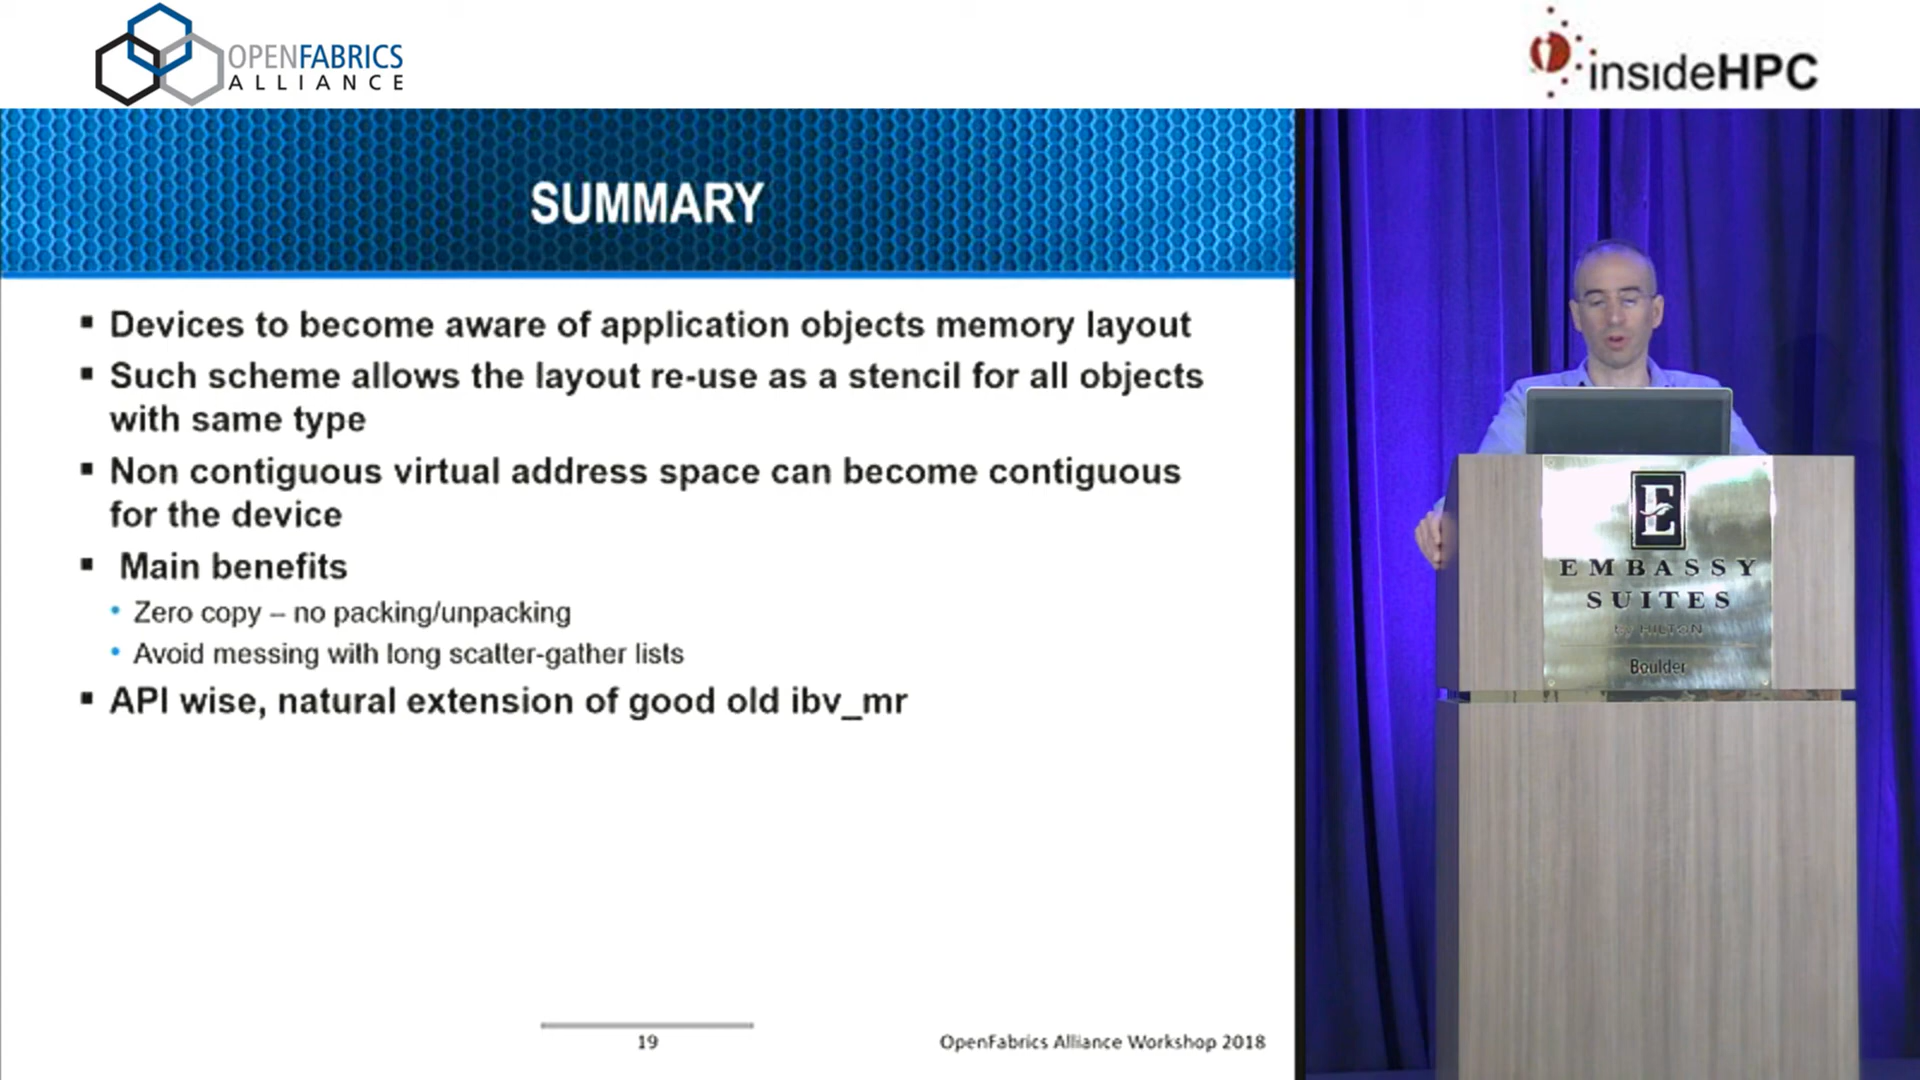 OPENFABRICS
ALLIANCE
insideHPC
SUMMARY
Devices to become aware of application objects memory layout
Such scheme allows the layout re-use as a stencil for all objects
with same type
Non contiguous virtual address space can become contiguous
for the device
Main benefits
Zero copy – no packing/unpacking
Avoid messing with long scatter-gather lists
API wise, natural extension of good old ibv_mr
19
OpenFabrics Alliance Workshop 2018
E
EMBASSY
SUITES
by HILTON
Boulder